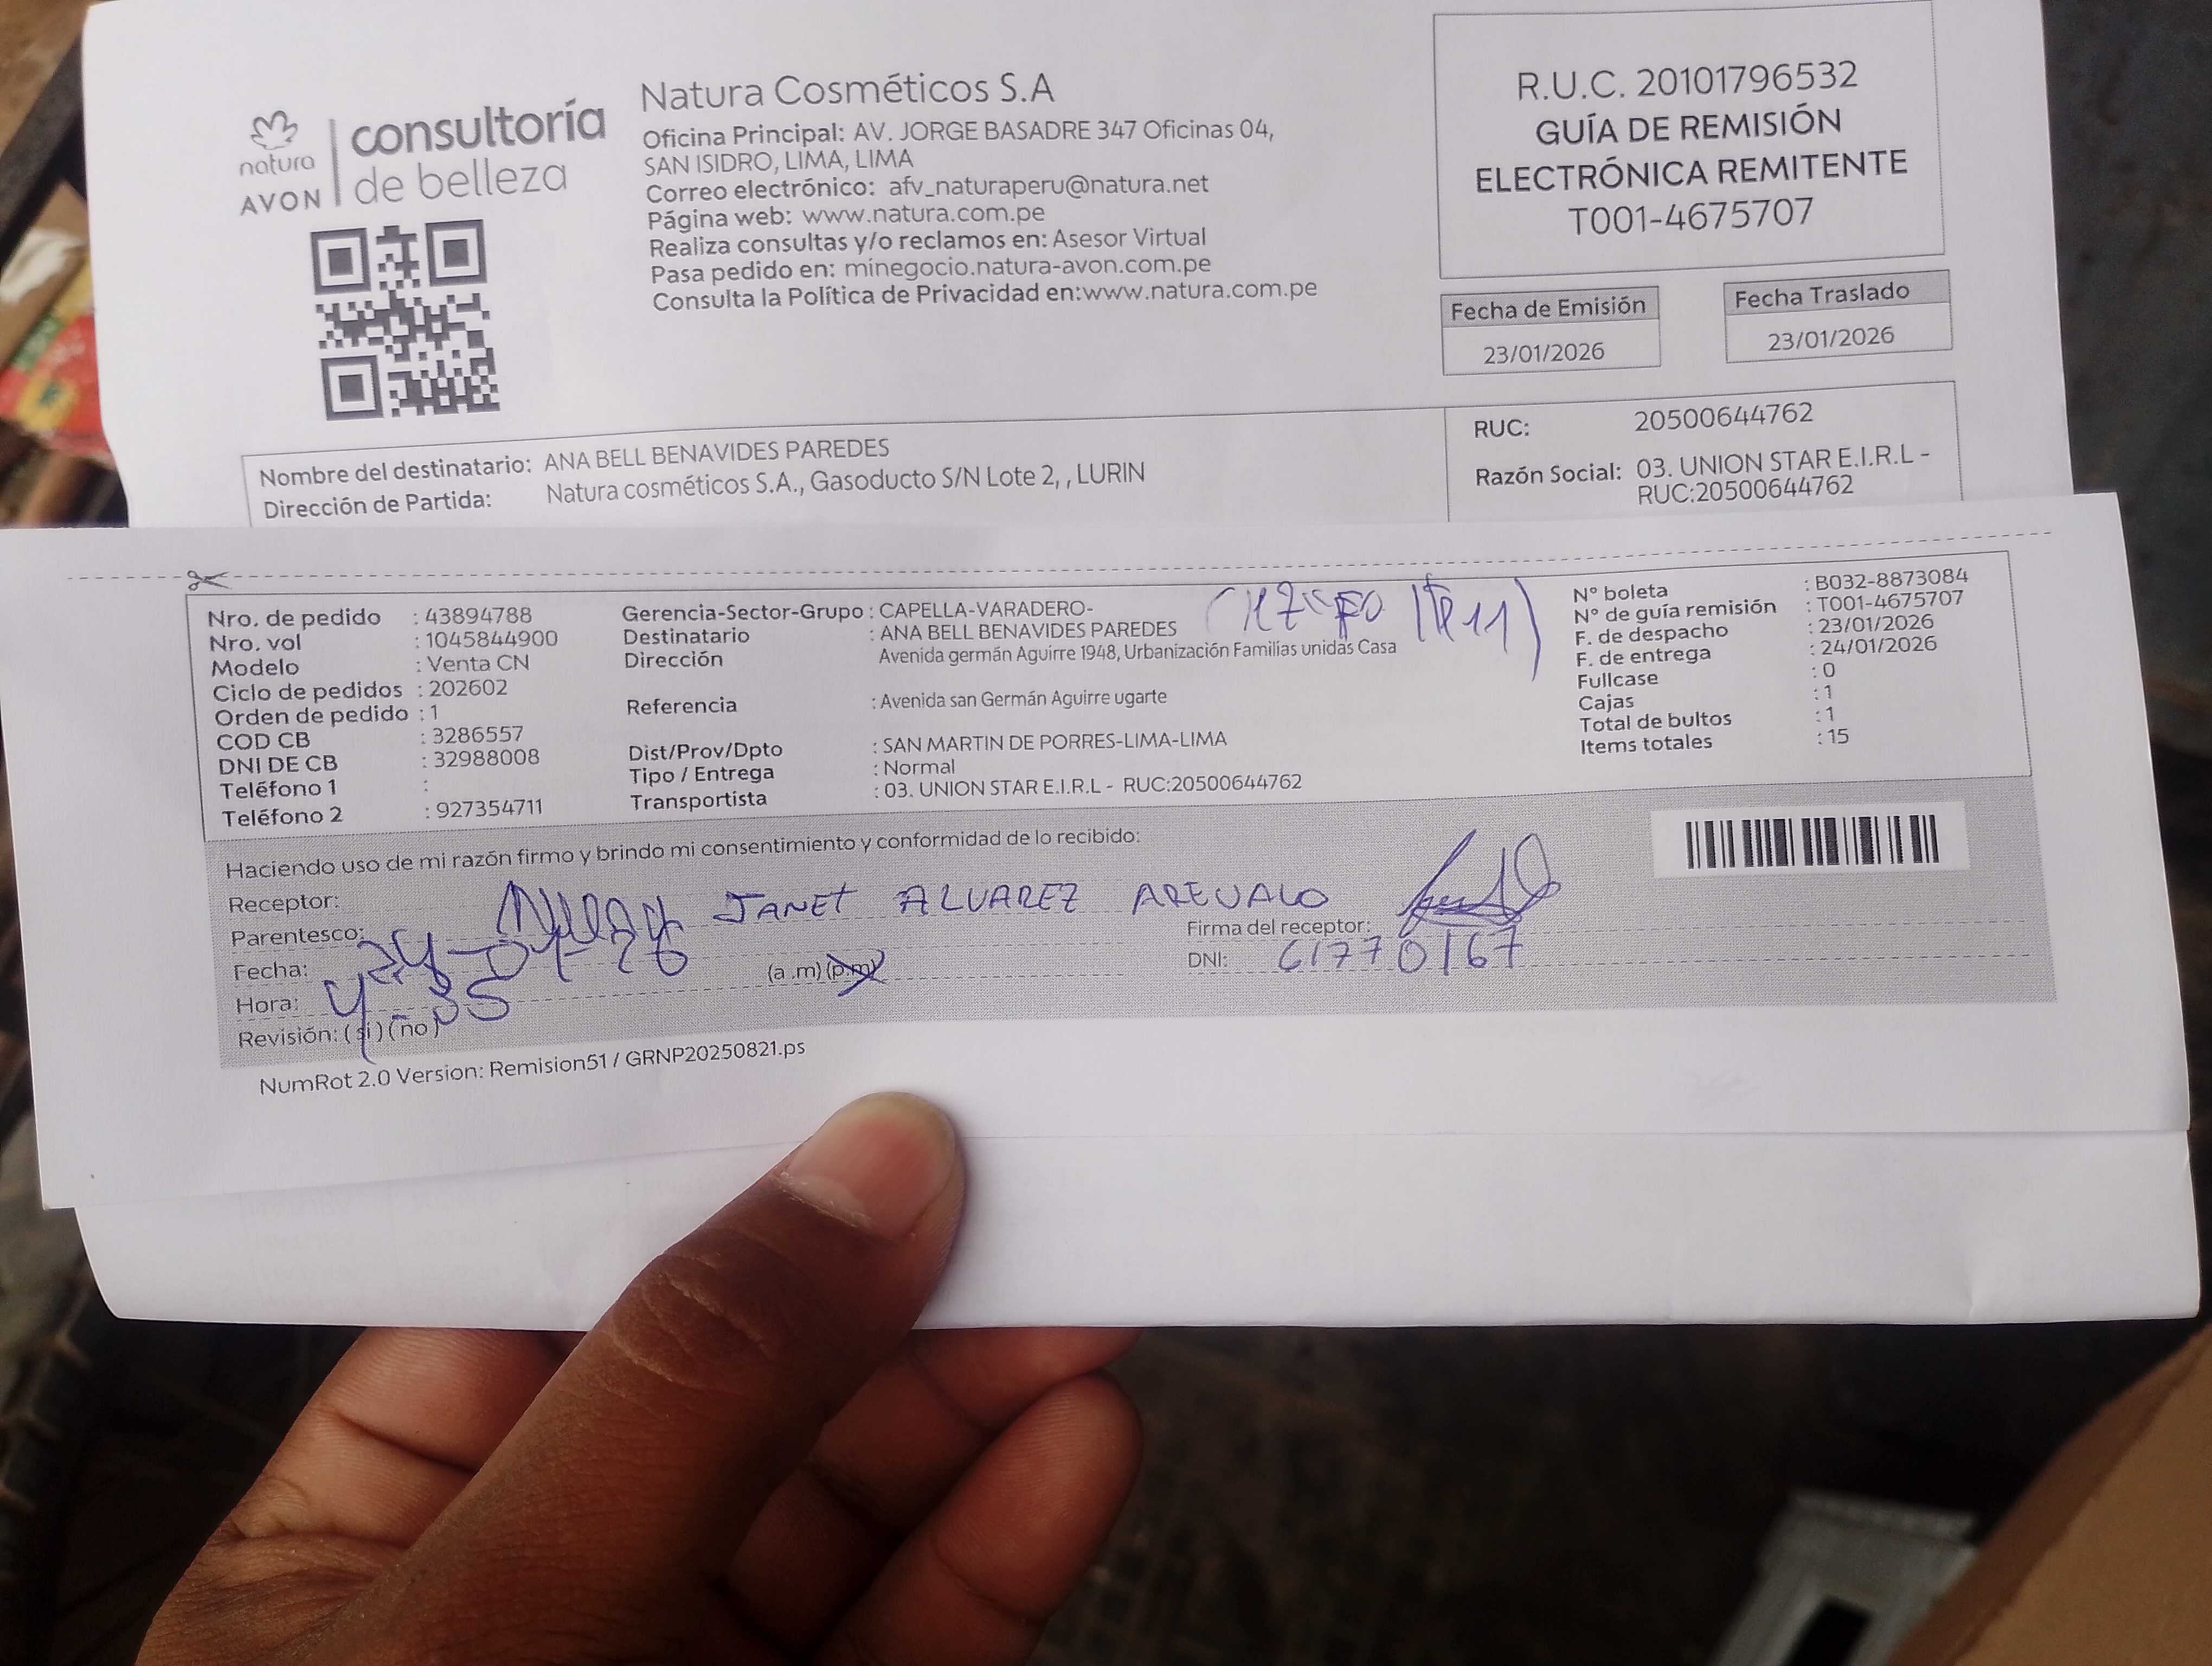 natura
AVON
consultoría
de belleza
Natura Cosméticos S.A
Oficina Principal: AV. JORGE BASADRE 347 Oficinas 04,
SAN ISIDRO, LIMA, LIMA
Correo electrónico: afv_naturaperu@natura.net
Página web: www.natura.com.pe
Realiza consultas y/o reclamos en: Asesor Virtual
Pasa pedido en: minegocio.natura-avon.com.pe
Consulta la Política de Privacidad en:www.natura.com.pe
R.U.C. 20101796532
GUÍA DE REMISIÓN
ELECTRÓNICA REMITENTE
T001-4675707
Fecha de Emisión
23/01/2026
Fecha Traslado
23/01/2026
Nombre del destinatario: ANA BELL BENAVIDES PAREDES
Dirección de Partida: Natura cosméticos S.A., Gasoducto S/N Lote 2, , LURIN
RUC: 20500644762
Razón Social: 03. UNION STAR E.I.R.L -
RUC:20500644762
Nro. de pedido : 43894788
Nro. vol : 1045844900
Modelo : Venta CN
Ciclo de pedidos : 202602
Orden de pedido : 1
COD CB : 3286557
DNI DE CB : 32988008
Teléfono 1 :
Teléfono 2 : 927354711
Gerencia-Sector-Grupo : CAPELLA-VARADERO-
Destinatario : ANA BELL BENAVIDES PAREDES
Dirección Avenida germán Aguirre 1948, Urbanización Familias unidas Casa
Referencia : Avenida san Germán Aguirre ugarte
Dist/Prov/Dpto : SAN MARTIN DE PORRES-LIMA-LIMA
Tipo / Entrega : Normal
Transportista : 03. UNION STAR E.I.R.L - RUC:20500644762
N° boleta : B032-8873084
N° de guía remisión : T001-4675707
F. de despacho : 23/01/2026
F. de entrega : 24/01/2026
Fullcase : 0
Cajas : 1
Total de bultos : 1
Items totales : 15
Haciendo uso de mi razón firmo y brindo mi consentimiento y conformidad de lo recibido:
Receptor: JANET ALVAREZ AREVALO
Parentesco:
Firma del receptor:
Fecha: 24-01-26
(a .m) (p.m)
DNI: 61770167
Hora: 4-35
Revisión: (si) (no)
NumRot 2.0 Version: Remision51 / GRNP20250821.ps